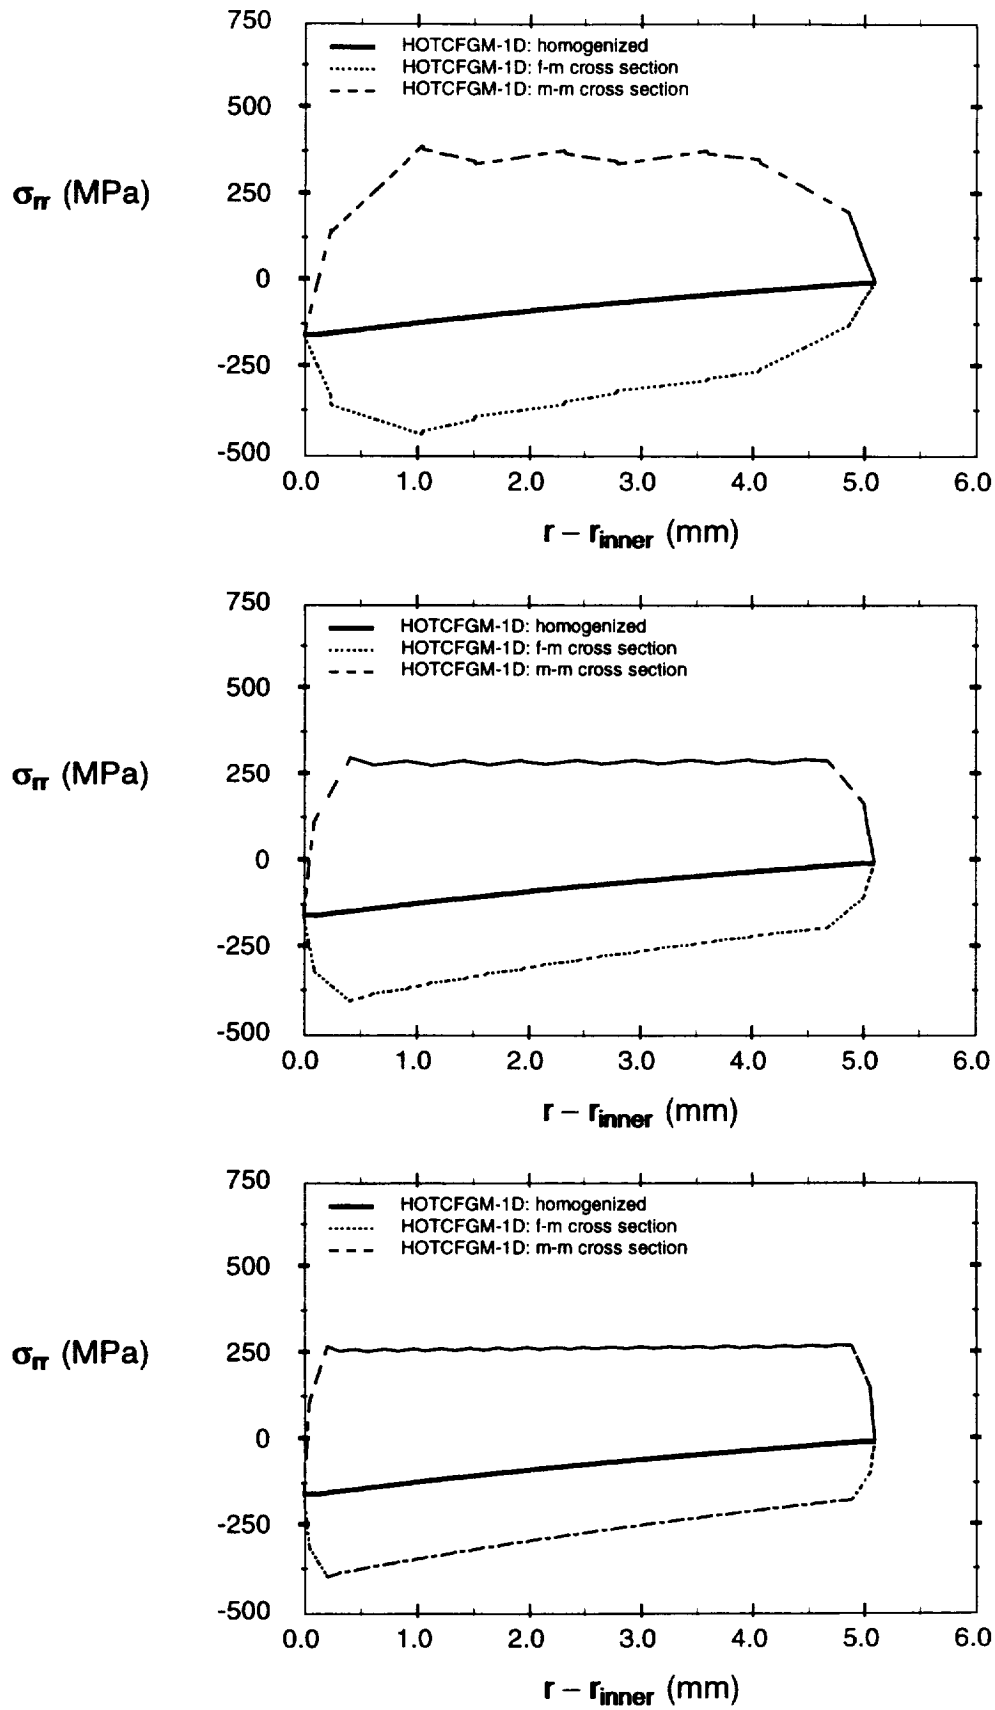 750
HOTCFGM-1D: homogenized
HOTCFGM-1D: f-m cross section
HOTCFGM-1D: m-m cross section
500
σrr (MPa)
250
0
-250
-500
0.0 1.0 2.0 3.0 4.0 5.0 6.0
r – rinner (mm)
750
HOTCFGM-1D: homogenized
HOTCFGM-1D: f-m cross section
HOTCFGM-1D: m-m cross section
500
σrr (MPa)
250
0
-250
-500
0.0 1.0 2.0 3.0 4.0 5.0 6.0
r – rinner (mm)
750
HOTCFGM-1D: homogenized
HOTCFGM-1D: f-m cross section
HOTCFGM-1D: m-m cross section
500
σrr (MPa)
250
0
-250
-500
0.0 1.0 2.0 3.0 4.0 5.0 6.0
r – rinner (mm)